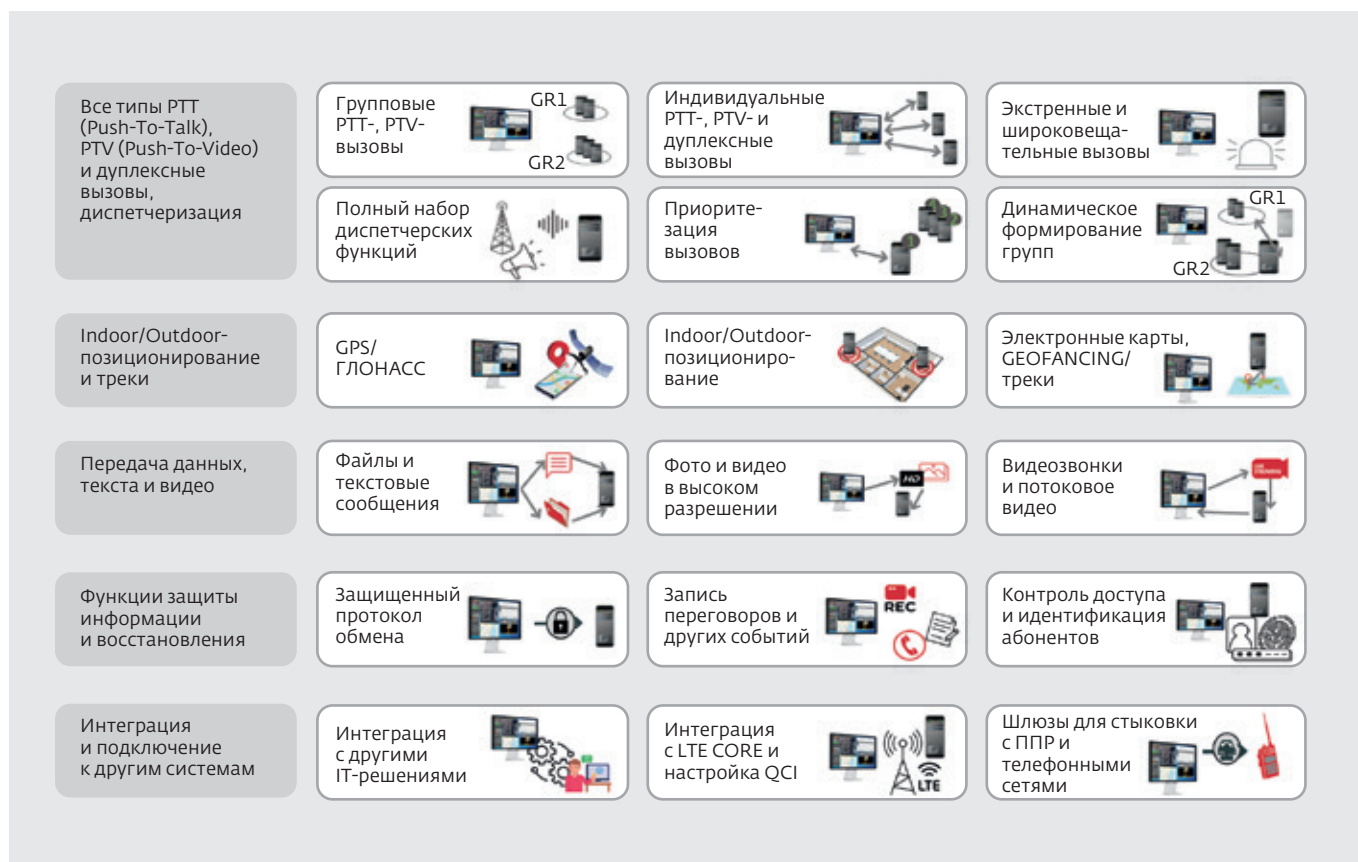 Все типы PTT
(Push-To-Talk),
PTV (Push-To-Video)
и дуплексные
вызовы,
диспетчеризация
Групповые
PTT-, PTV-
вызовы
GR1
GR2
Индивидуальные
PTT-, PTV- и
дуплексные
вызовы
Экстренные и
широковеща-
тельные вызовы
Полный набор
диспетчерских
функций
Приорите-
зация
вызовов
Динамическое
формирование
групп
GR1
GR2
Indoor/Outdoor-
позиционирование
и треки
GPS/
ГЛОНАСС
Indoor/Outdoor-
позициониро-
вание
Электронные карты,
GEOFANCING/
треки
Передача данных,
текста и видео
Файлы и
текстовые
сообщения
Фото и видео
в высоком
разрешении
HD
Видеозвонки
и потоковое
видео
Функции защиты
информации
и восстановления
Защищенный
протокол
обмена
Запись
переговоров и
других событий
REC
Контроль доступа
и идентификация
абонентов
Интеграция
и подключение
к другим системам
Интеграция
с другими
IT-решениями
Интеграция
с LTE CORE и
настройка QCI
LTE
Шлюзы для стыковки
с ППР и
телефонными
сетями